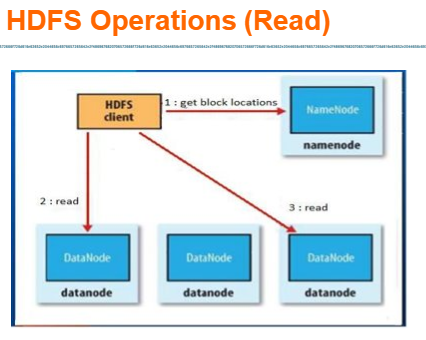 HDFS Operations (Read)
HDFS
client
1 : get block locations
NameNode
namenode
2 : read
3 : read
DataNode
DataNode
DataNode
datanode
datanode
datanode